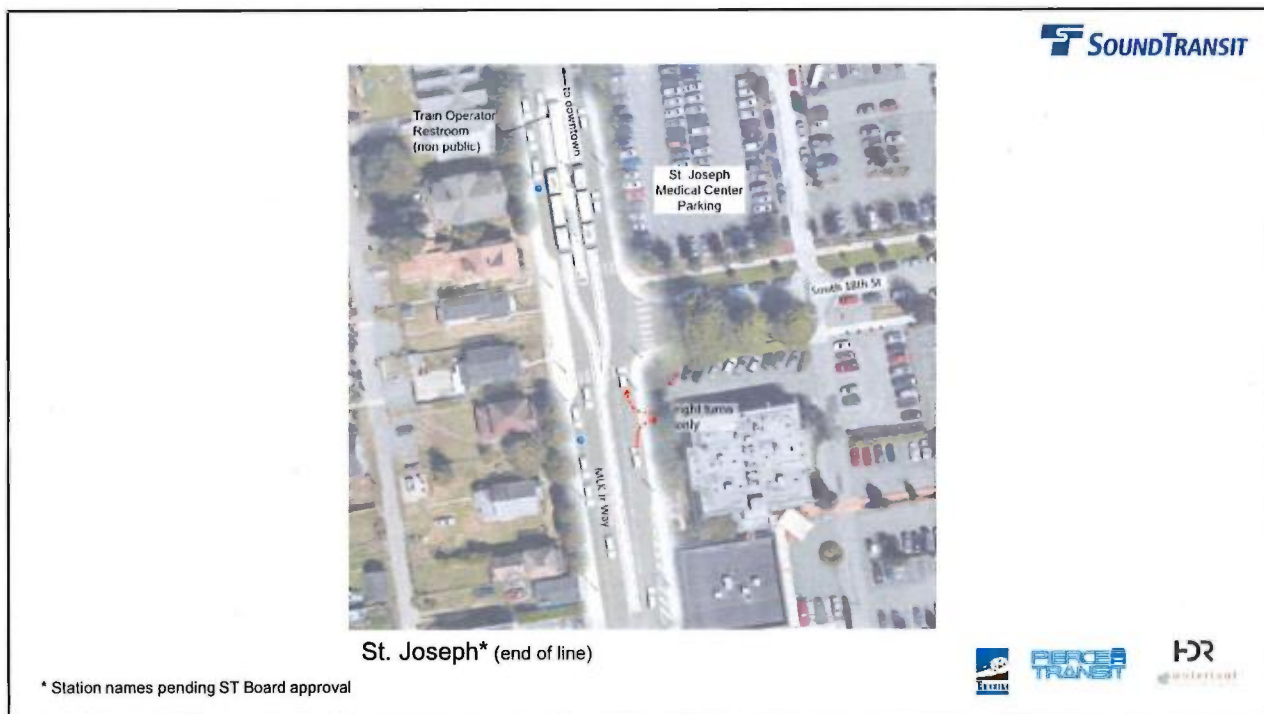 SOUNDTRANSIT
to downtown
Train Operator
Restroom
(non public)
St. Joseph
Medical Center
Parking
South 18th St
right turns
only
MLK Jr Way
St. Joseph* (end of line)
* Station names pending ST Board approval
TACOMA
PIERCE
TRANSIT
HDR